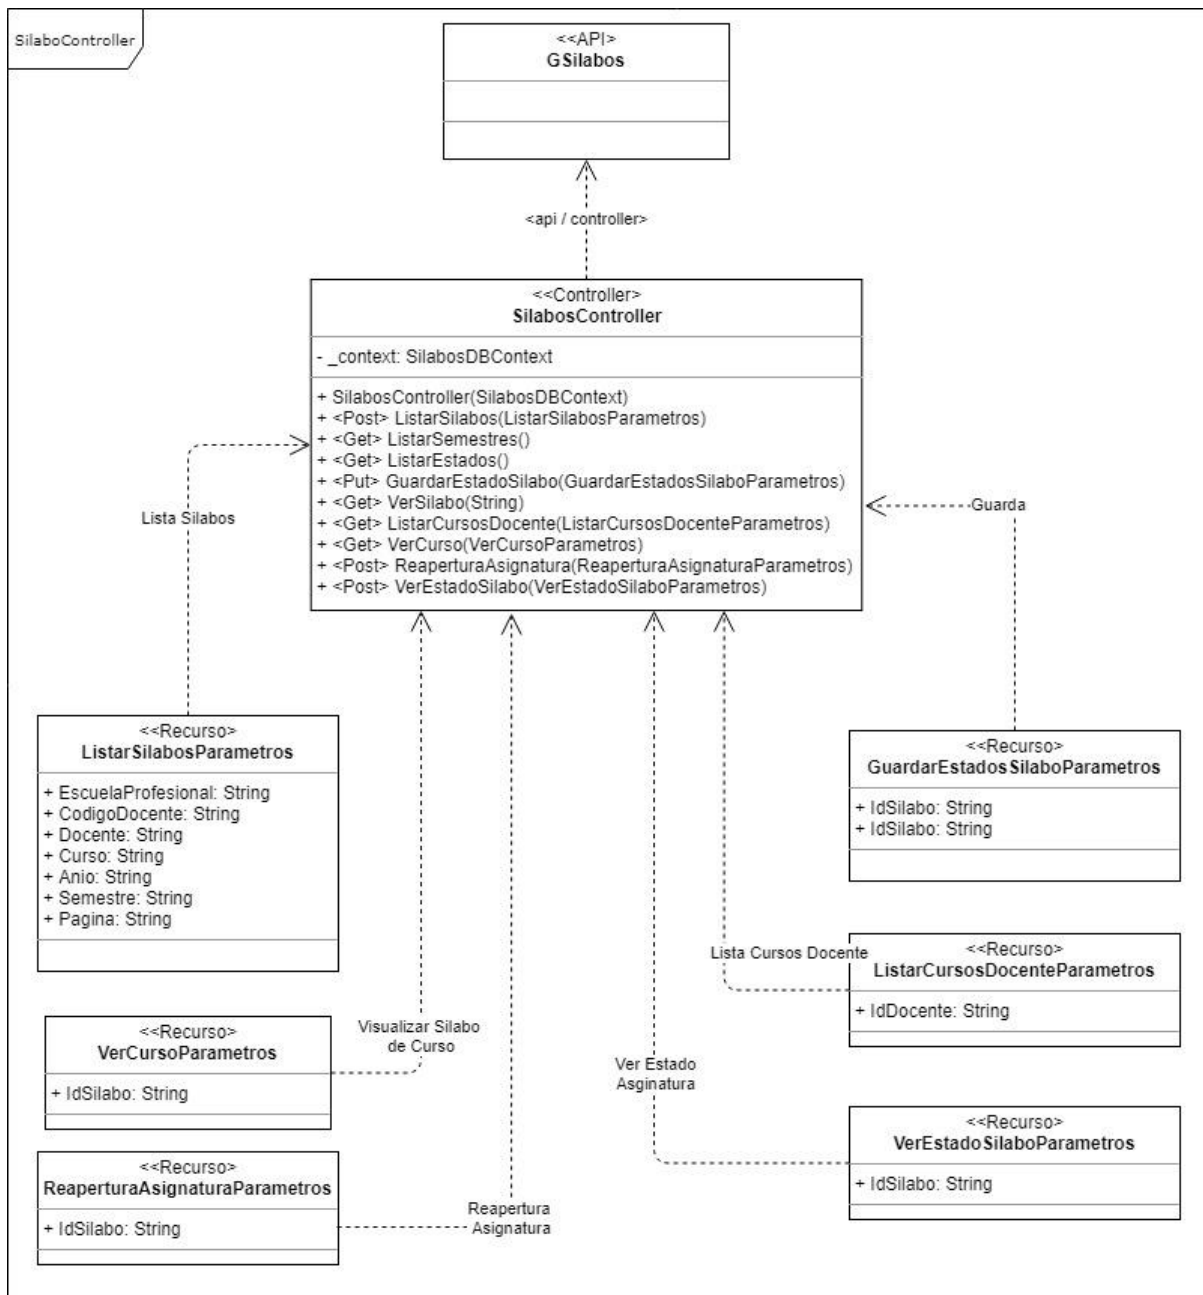 SilaboController
<<API>
GSilabos
<api / controller>
<<Controller>
SilabosController
- _context: SilabosDBContext
+ SilabosController(SilabosDBContext)
+ <Post> ListarSilabos(ListarSilabosParametros)
+ <Get> ListarSemestres()
+ <Get> ListarEstados()
+ <Put> GuardarEstadoSilabo(GuardarEstadosSilaboParametros)
+ <Get> VerSilabo(String)
+ <Get> ListarCursosDocente(ListarCursosDocenteParametros)
+ <Get> VerCurso(VerCursoParametros)
+ <Post> ReaperturaAsignatura(ReaperturaAsignaturaParametros)
+ <Post> VerEstadoSilabo(VerEstadoSilaboParametros)
Lista Silabos
Guarda
<<Recurso>
ListarSilabosParametros
+ EscuelaProfesional: String
+ CodigoDocente: String
+ Docente: String
+ Curso: String
+ Anio: String
+ Semestre: String
+ Pagina: String
<<Recurso>
GuardarEstadosSilaboParametros
+ IdSilabo: String
+ IdSilabo: String
Lista Cursos Docente
<<Recurso>
ListarCursosDocenteParametros
+ IdDocente: String
<<Recurso>
VerCursoParametros
+ IdSilabo: String
Visualizar Silabo
de Curso
Ver Estado
Asginatura
<<Recurso>
VerEstadoSilaboParametros
+ IdSilabo: String
<<Recurso>
ReaperturaAsignaturaParametros
+ IdSilabo: String
Reapertura
Asignatura